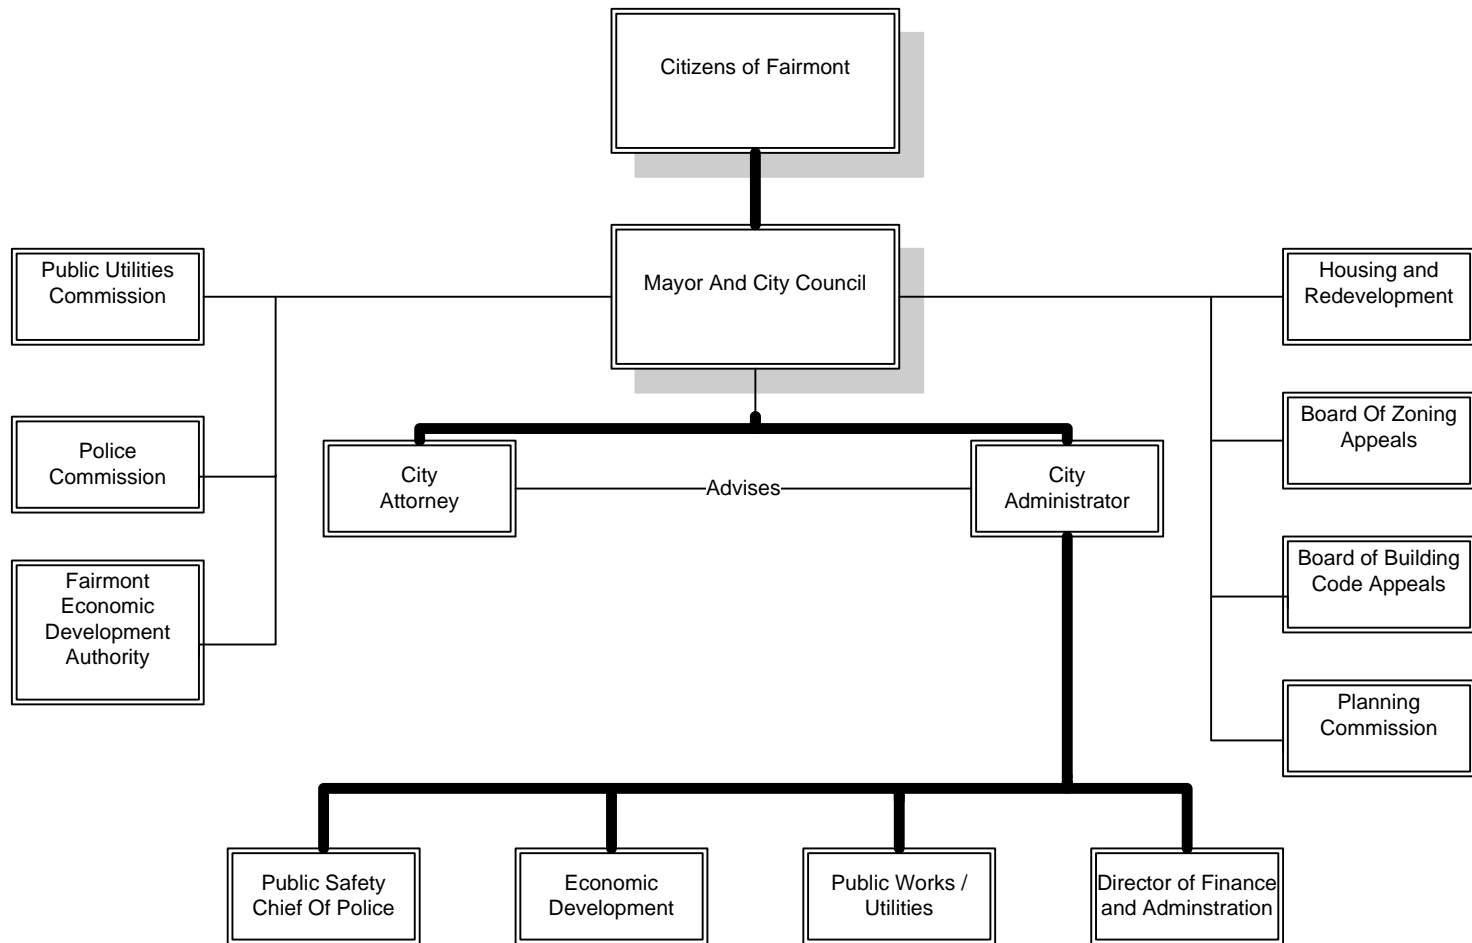 Citizens of Fairmont
Mayor And City Council
Public Utilities
Commission
Housing and
Redevelopment
Police
Commission
Board Of Zoning
Appeals
City
Attorney
Advises
City
Administrator
Fairmont
Economic
Development
Authority
Board of Building
Code Appeals
Planning
Commission
Public Safety
Chief Of Police
Economic
Development
Public Works /
Utilities
Director of Finance
and Adminstration